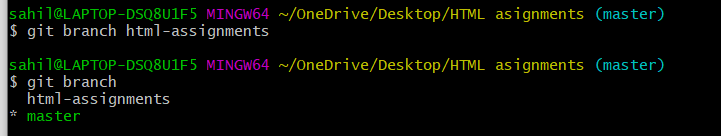 sahil@LAPTOP-DSQ8U1F5 MINGW64 ~/OneDrive/Desktop/HTML asignments (master)
$ git branch html-assignments
sahil@LAPTOP-DSQ8U1F5 MINGW64 ~/OneDrive/Desktop/HTML asignments (master)
$ git branch
html-assignments
* master